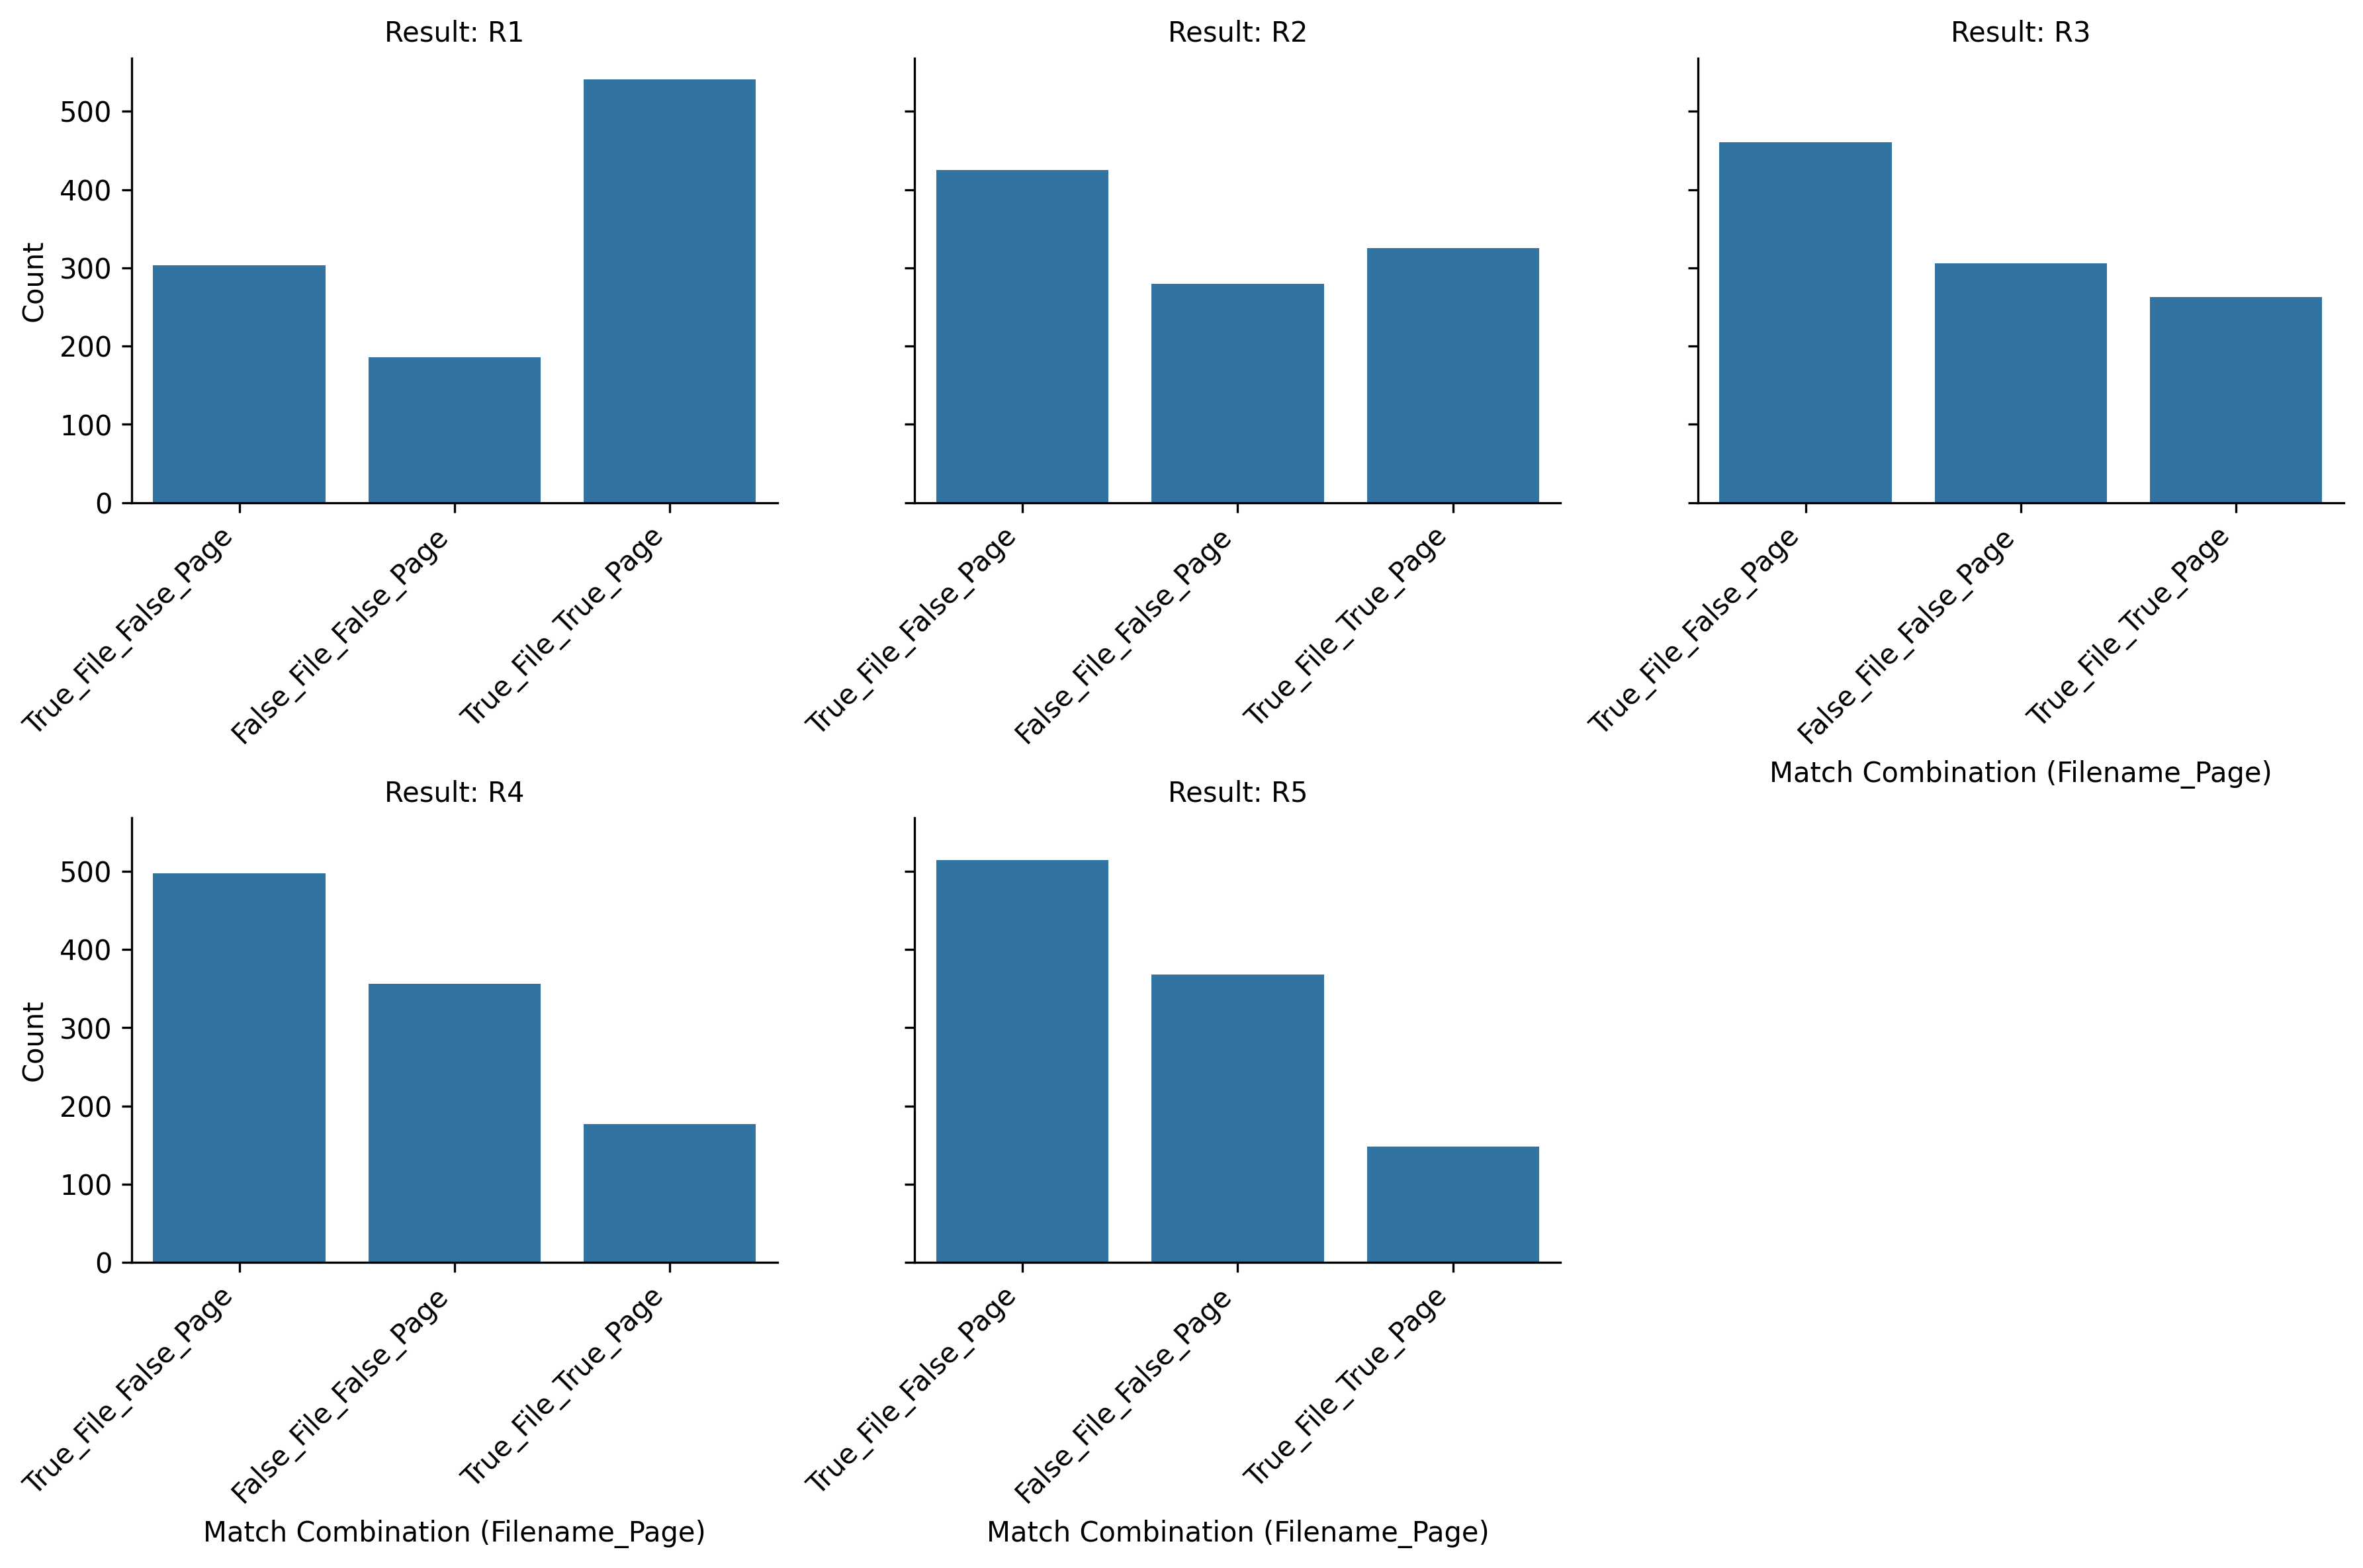 Result: R1
Count
500
400
300
200
100
0
True_File_False_Page
False_File_False_Page
True_File_True_Page
Result: R2
True_File_False_Page
False_File_False_Page
True_File_True_Page
Result: R3
True_File_False_Page
False_File_False_Page
True_File_True_Page
Match Combination (Filename_Page)
Result: R4
Count
500
400
300
200
100
0
True_File_False_Page
False_File_False_Page
True_File_True_Page
Match Combination (Filename_Page)
Result: R5
True_File_False_Page
False_File_False_Page
True_File_True_Page
Match Combination (Filename_Page)